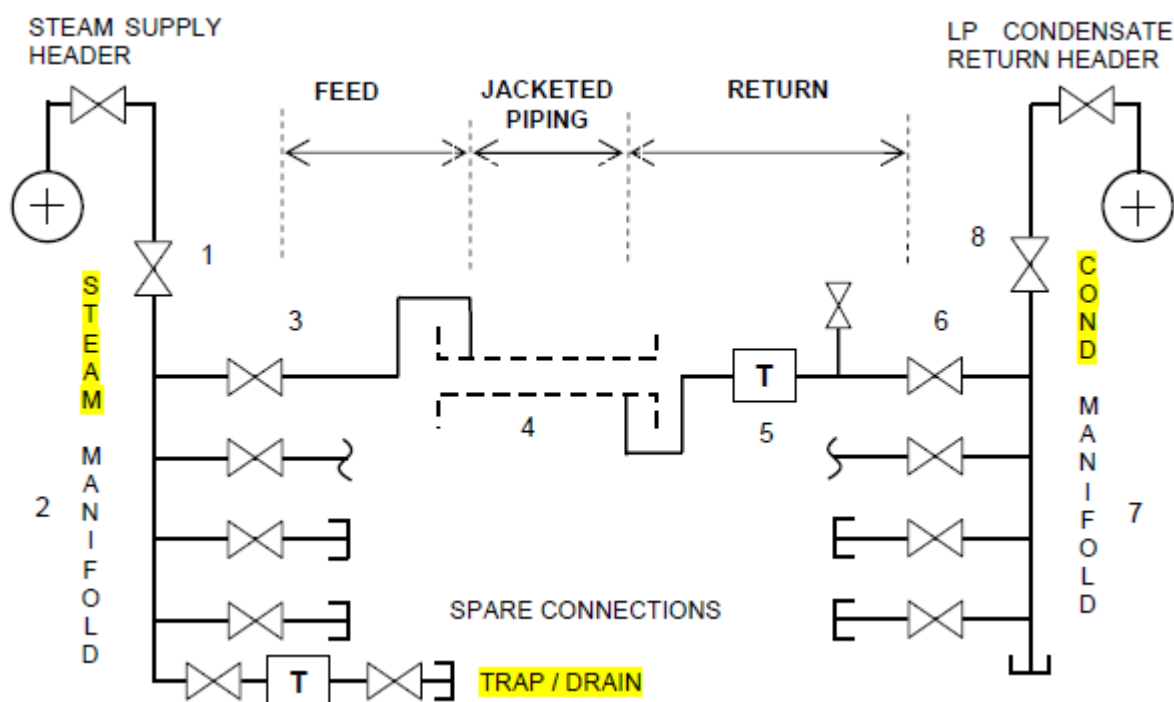 STEAM SUPPLY
HEADER
LP CONDENSATE
RETURN HEADER
FEED
JACKETED
PIPING
RETURN
1
8
STEAM MANIFOLD
COND MANIFOLD
3
6
T
4
5
2
7
SPARE CONNECTIONS
T
TRAP / DRAIN